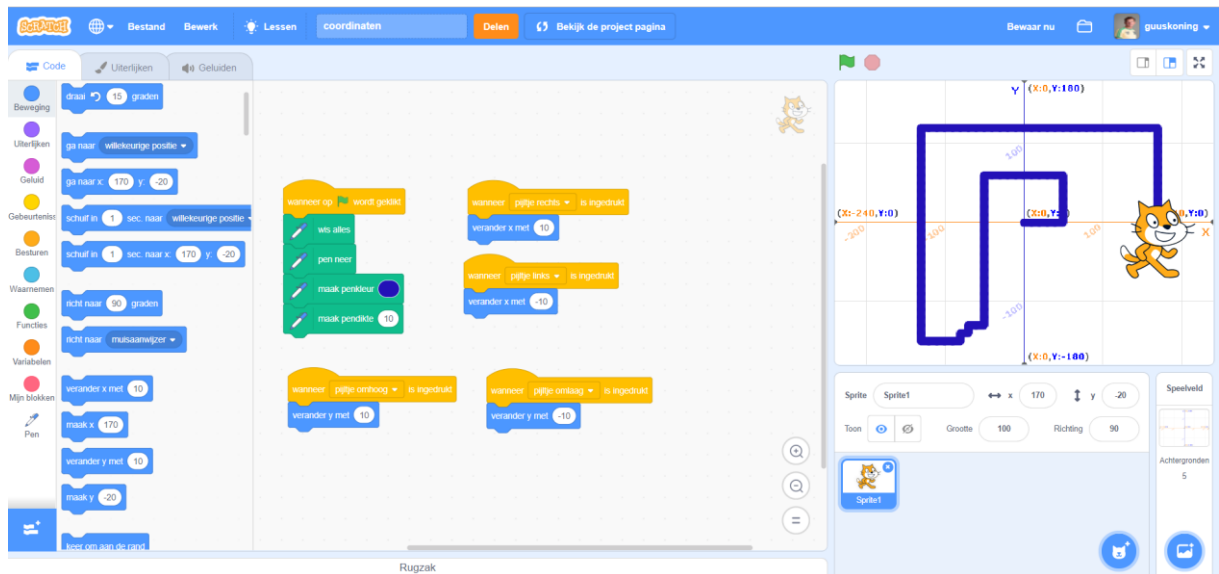 SCRATCH Bestand Bewerk Lessen coordinaten Delen Bekijk de project pagina Bewaar nu guuskoning
Code Uiterlijken Geluiden
Beweging
Uiterlijken
Geluid
Gebeurteniss
Besturen
Waarnemen
Functies
Variabelen
Mijn blokken
Pen
draai 15 graden
ga naar willekeurige positie
ga naar x: 170 y: -20
schuif in 1 sec. naar willekeurige positie
schuif in 1 sec. naar x: 170 y: -20
richt naar 90 graden
richt naar muisaanwijzer
verander x met 10
maak x 170
verander y met 10
maak y -20
keer om aan de rand
wanneer op wordt geklikt
wis alles
pen neer
maak penkleur
maak pendikte 10
wanneer pijltje rechts is ingedrukt
verander x met 10
wanneer pijltje links is ingedrukt
verander x met -10
wanneer pijltje omhoog is ingedrukt
verander y met 10
wanneer pijltje omlaag is ingedrukt
verander y met -10
Rugzak
Y (X:0,Y:180)
100
(X:-240,Y:0) (X:0,Y: 0,Y:0)
-200 -100 100 X
-100
(X:0,Y:-180)
Sprite Sprite1 x 170 y -20
Toon Grootte 100 Richting 90
Sprite1
Speelveld
Achtergronden
5